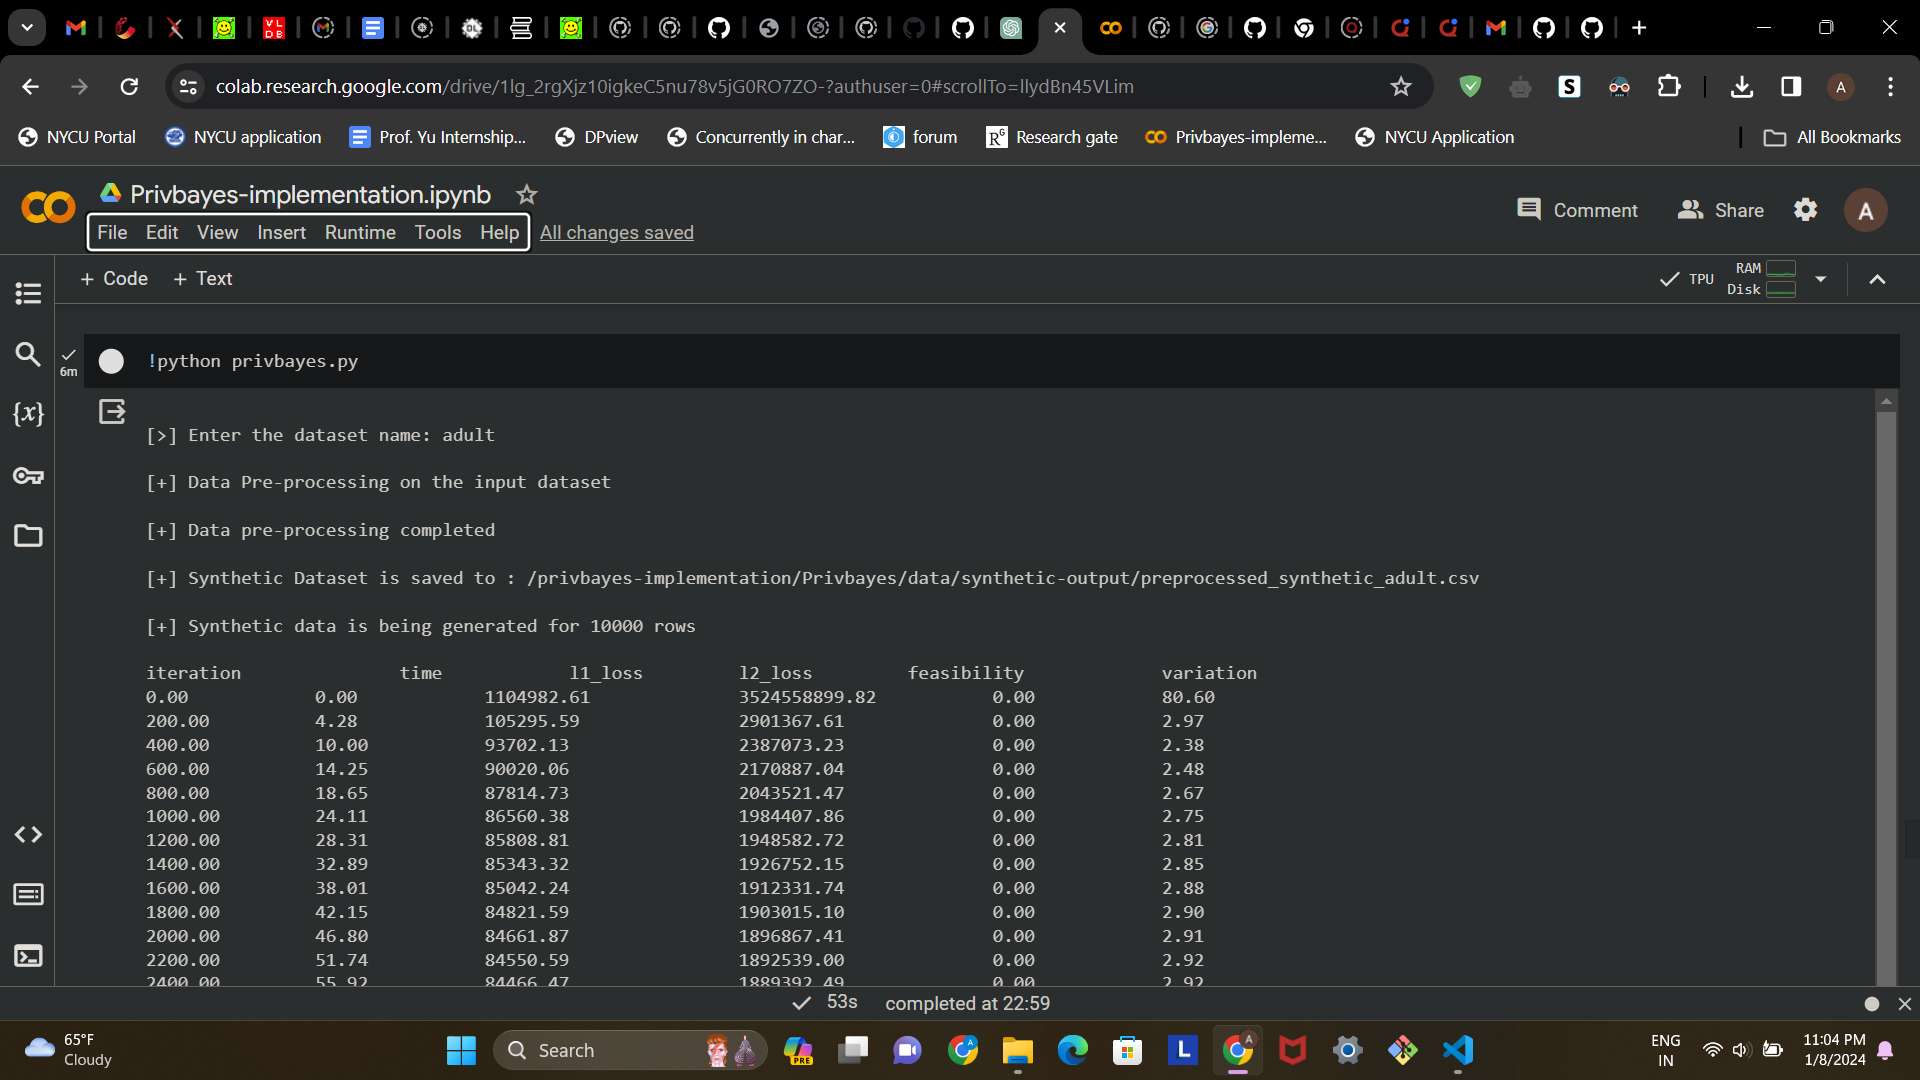 colab.research.google.com/drive/1lg_2rgXjz10igkeC5nu78v5jG0RO7ZO-?authuser=0#scrollTo=llydBn45VLim
NYCU Portal NYCU application Prof. Yu Internship... DPview Concurrently in char... forum Research gate Privbayes-impleme... NYCU Application All Bookmarks
Privbayes-implementation.ipynb
Comment Share A
File Edit View Insert Runtime Tools Help All changes saved
+ Code + Text
TPU RAM
Disk
6m
!python privbayes.py
[>] Enter the dataset name: adult
[+] Data Pre-processing on the input dataset
[+] Data pre-processing completed
[+] Synthetic Dataset is saved to : /privbayes-implementation/Privbayes/data/synthetic-output/preprocessed_synthetic_adult.csv
[+] Synthetic data is being generated for 10000 rows
iteration time l1_loss l2_loss feasibility variation
0.00 0.00 1104982.61 3524558899.82 0.00 80.60
200.00 4.28 105295.59 2901367.61 0.00 2.97
400.00 10.00 93702.13 2387073.23 0.00 2.38
600.00 14.25 90020.06 2170887.04 0.00 2.48
800.00 18.65 87814.73 2043521.47 0.00 2.67
1000.00 24.11 86560.38 1984407.86 0.00 2.75
1200.00 28.31 85808.81 1948582.72 0.00 2.81
1400.00 32.89 85343.32 1926752.15 0.00 2.85
1600.00 38.01 85042.24 1912331.74 0.00 2.88
1800.00 42.15 84821.59 1903015.10 0.00 2.90
2000.00 46.80 84661.87 1896867.41 0.00 2.91
2200.00 51.74 84550.59 1892539.00 0.00 2.92
2400.00 55.92 84466.47 1889392.49 0.00 2.92
53s completed at 22:59
65°F
Cloudy
Search
PRE
ENG
IN
11:04 PM
1/8/2024